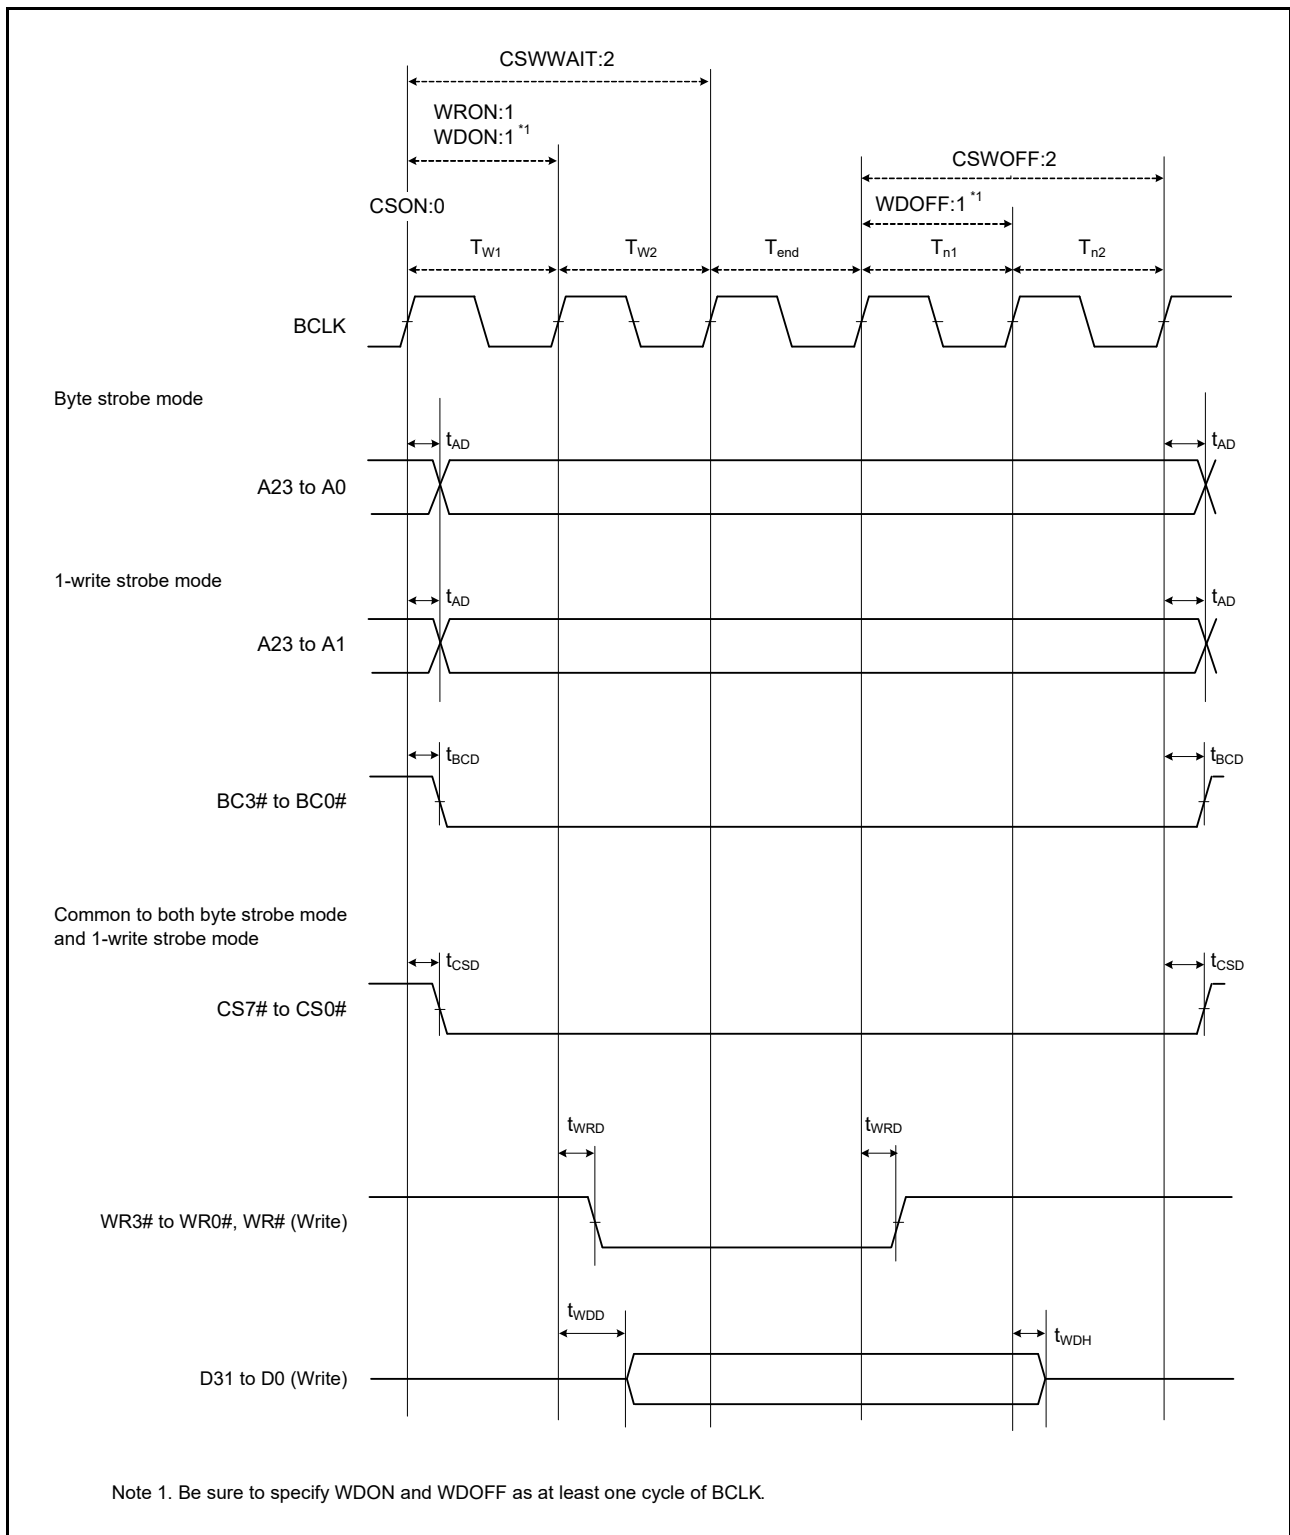 CSWWAIT:2
WRON:1
WDON:1 *1
CSWOFF:2
CSON:0
WDOFF:1 *1
TW1 TW2 Tend Tn1 Tn2
BCLK
Byte strobe mode
tAD tAD
A23 to A0
1-write strobe mode
tAD tAD
A23 to A1
tBCD tBCD
BC3# to BC0#
Common to both byte strobe mode
and 1-write strobe mode
tCSD tCSD
CS7# to CS0#
tWRD tWRD
WR3# to WR0#, WR# (Write)
tWDD tWDH
D31 to D0 (Write)
Note 1. Be sure to specify WDON and WDOFF as at least one cycle of BCLK.